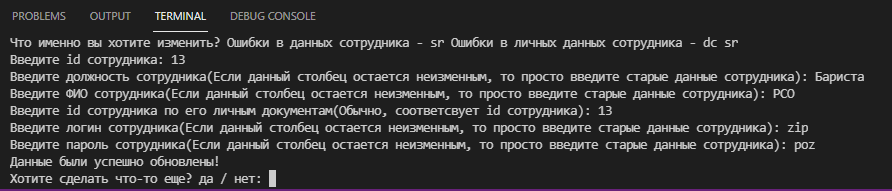 PROBLEMS OUTPUT TERMINAL DEBUG CONSOLE
Что именно вы хотите изменить? Ошибки в данных сотрудника - sr Ошибки в личных данных сотрудника - dc sr
Введите id сотрудника: 13
Введите должность сотрудника(Если данный столбец остается неизменным, то просто введите старые данные сотрудника): Бариста
Введите ФИО сотрудника(Если данный столбец остается неизменным, то просто введите старые данные сотрудника): РСО
Введите id сотрудника по его личным документам(Обычно, соответсвует id сотрудника): 13
Введите логин сотрудника(Если данный столбец остается неизменным, то просто введите старые данные сотрудника): zip
Введите пароль сотрудника(Если данный столбец остается неизменным, то просто введите старые данные сотрудника): poz
Данные были успешно обновлены!
Хотите сделать что-то еще? да / нет: